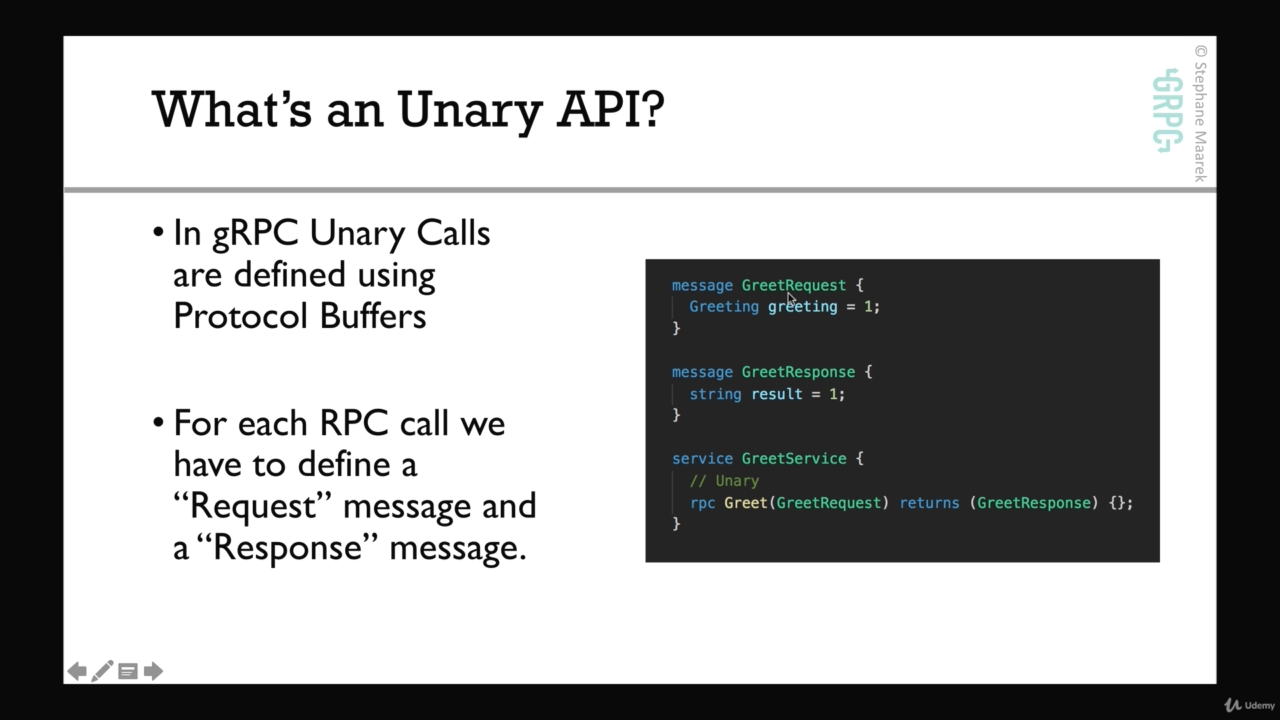 What's an Unary API?
GRPC
© Stephane Maarek
• In gRPC Unary Calls
are defined using
Protocol Buffers
• For each RPC call we
have to define a
“Request” message and
a “Response” message.
message GreetRequest {
  Greeting greeting = 1;
}
message GreetResponse {
  string result = 1;
}
service GreetService {
  // Unary
  rpc Greet(GreetRequest) returns (GreetResponse) {};
}
Udemy